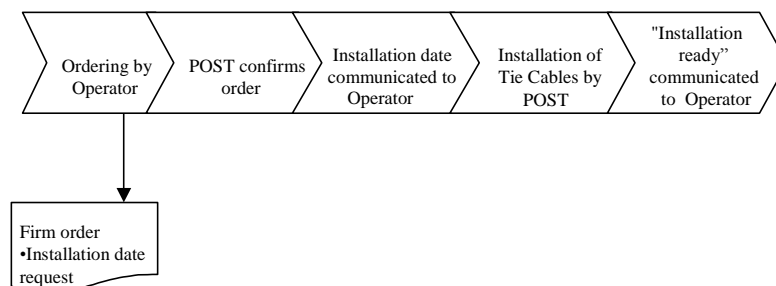 Ordering by
Operator
POST confirms
order
Installation date
communicated to
Operator
Installation of
Tie Cables by
POST
"Installation
ready”
communicated
to Operator
Firm order
•Installation date
request